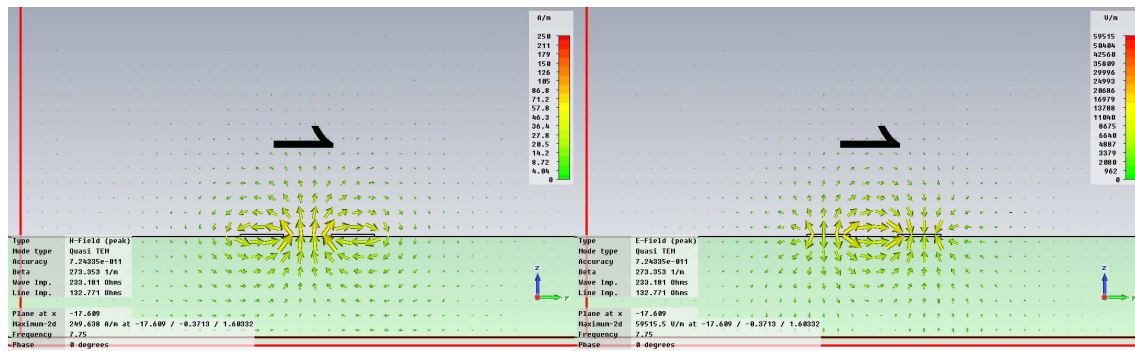 A/m
250
211
179
150
126
105
86.8
71.2
57.8
46.3
36.4
27.8
20.5
14.2
8.72
4.04
0
1
Type H-Field (peak)
Mode type Quasi TEM
Accuracy 7.24335e-011
Beta 273.353 1/m
Wave Imp. 233.181 Ohms
Line Imp. 132.771 Ohms
Plane at x -17.609
Maximum-2d 249.638 A/m at -17.609 / -0.3713 / 1.60332
Frequency 7.75
Phase 0 degrees
z
y
V/m
59515
50404
42560
35809
29996
24993
20686
16979
13788
11040
8675
6640
4887
3379
2080
962
0
1
Type E-Field (peak)
Mode type Quasi TEM
Accuracy 7.24335e-011
Beta 273.353 1/m
Wave Imp. 233.181 Ohms
Line Imp. 132.771 Ohms
Plane at x -17.609
Maximum-2d 59515.5 V/m at -17.609 / -0.3713 / 1.60332
Frequency 7.75
Phase 0 degrees
z
y